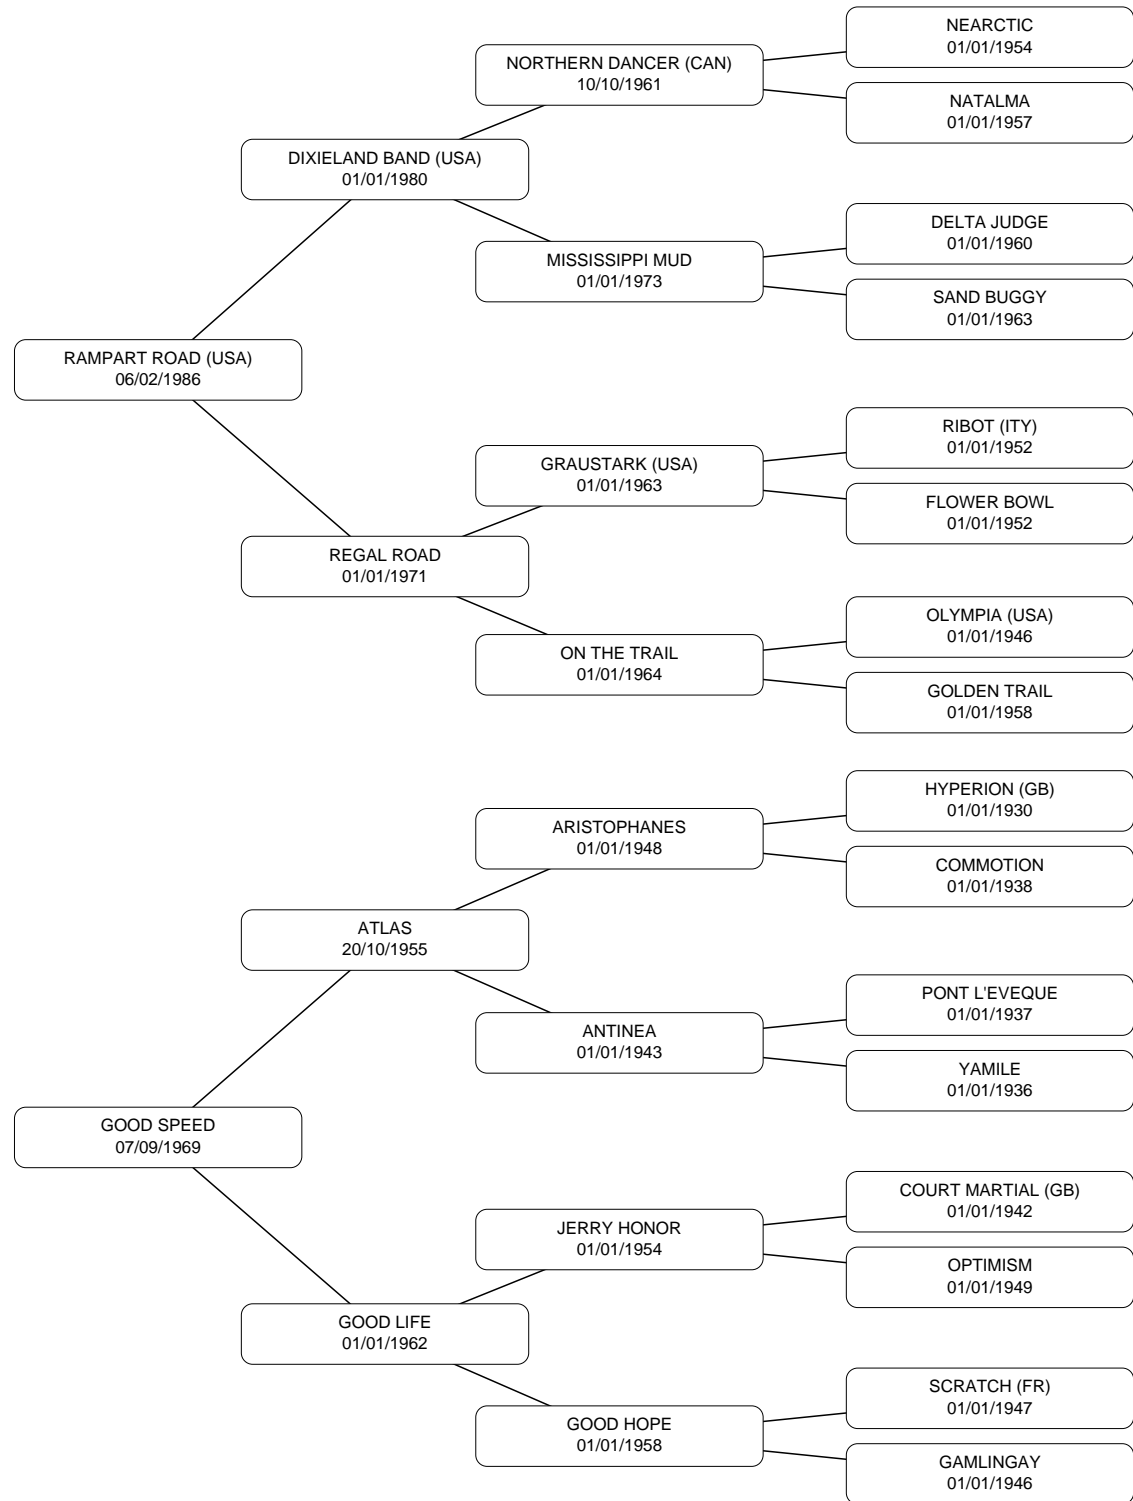 NEARCTIC
01/01/1954
NORTHERN DANCER (CAN)
10/10/1961
NATALMA
01/01/1957
DIXIELAND BAND (USA)
01/01/1980
DELTA JUDGE
01/01/1960
MISSISSIPPI MUD
01/01/1973
SAND BUGGY
01/01/1963
RAMPART ROAD (USA)
06/02/1986
RIBOT (ITY)
01/01/1952
GRAUSTARK (USA)
01/01/1963
FLOWER BOWL
01/01/1952
REGAL ROAD
01/01/1971
OLYMPIA (USA)
01/01/1946
ON THE TRAIL
01/01/1964
GOLDEN TRAIL
01/01/1958
HYPERION (GB)
01/01/1930
ARISTOPHANES
01/01/1948
COMMOTION
01/01/1938
ATLAS
20/10/1955
PONT L'EVEQUE
01/01/1937
ANTINEA
01/01/1943
YAMILE
01/01/1936
GOOD SPEED
07/09/1969
COURT MARTIAL (GB)
01/01/1942
JERRY HONOR
01/01/1954
OPTIMISM
01/01/1949
GOOD LIFE
01/01/1962
SCRATCH (FR)
01/01/1947
GOOD HOPE
01/01/1958
GAMLINGAY
01/01/1946